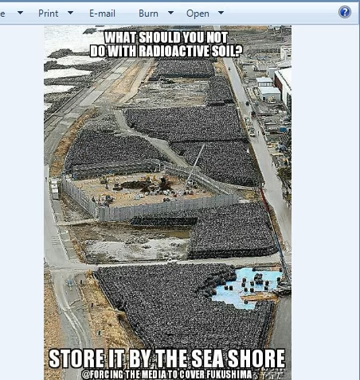 e Print E-mail Burn Open
WHAT SHOULD YOU NOT
DO WITH RADIOACTIVE SOIL?
STORE IT BY THE SEA SHORE
@FORCING THE MEDIA TO COVER FUKUSHIMA